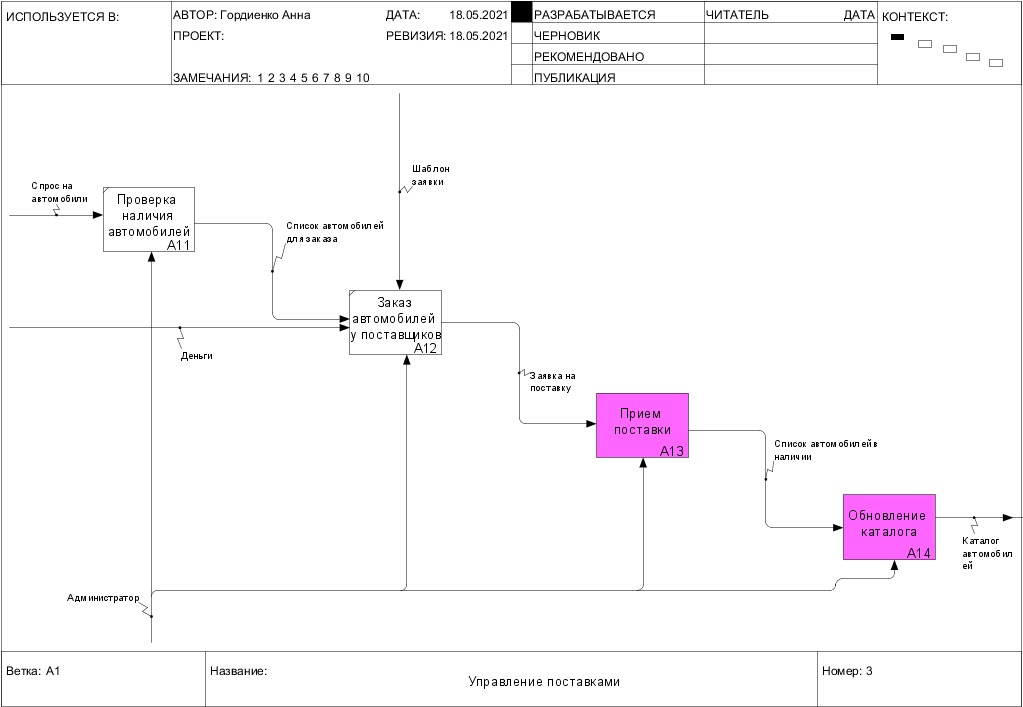 ИСПОЛЬЗУЕТСЯ В:
АВТОР: Гордиенко Анна
ДАТА: 18.05.2021
РАЗРАБАТЫВАЕТСЯ
ЧИТАТЕЛЬ
ДАТА
КОНТЕКСТ:
ПРОЕКТ:
РЕВИЗИЯ: 18.05.2021
ЧЕРНОВИК
РЕКОМЕНДОВАНО
ЗАМЕЧАНИЯ: 1 2 3 4 5 6 7 8 9 10
ПУБЛИКАЦИЯ
Спрос на
автомобили
Проверка
наличия
автомобилей
A11
Шаблон
заявки
Список автомобилей
для заказа
Заказ
автомобилей
у поставщиков
A12
Деньги
Заявка на
поставку
Прием
поставки
A13
Список автомобилей в
наличии
Обновление
каталога
A14
Каталог
автомобил
ей
Администратор
Ветка: A1
Название:
Управление поставками
Номер: 3